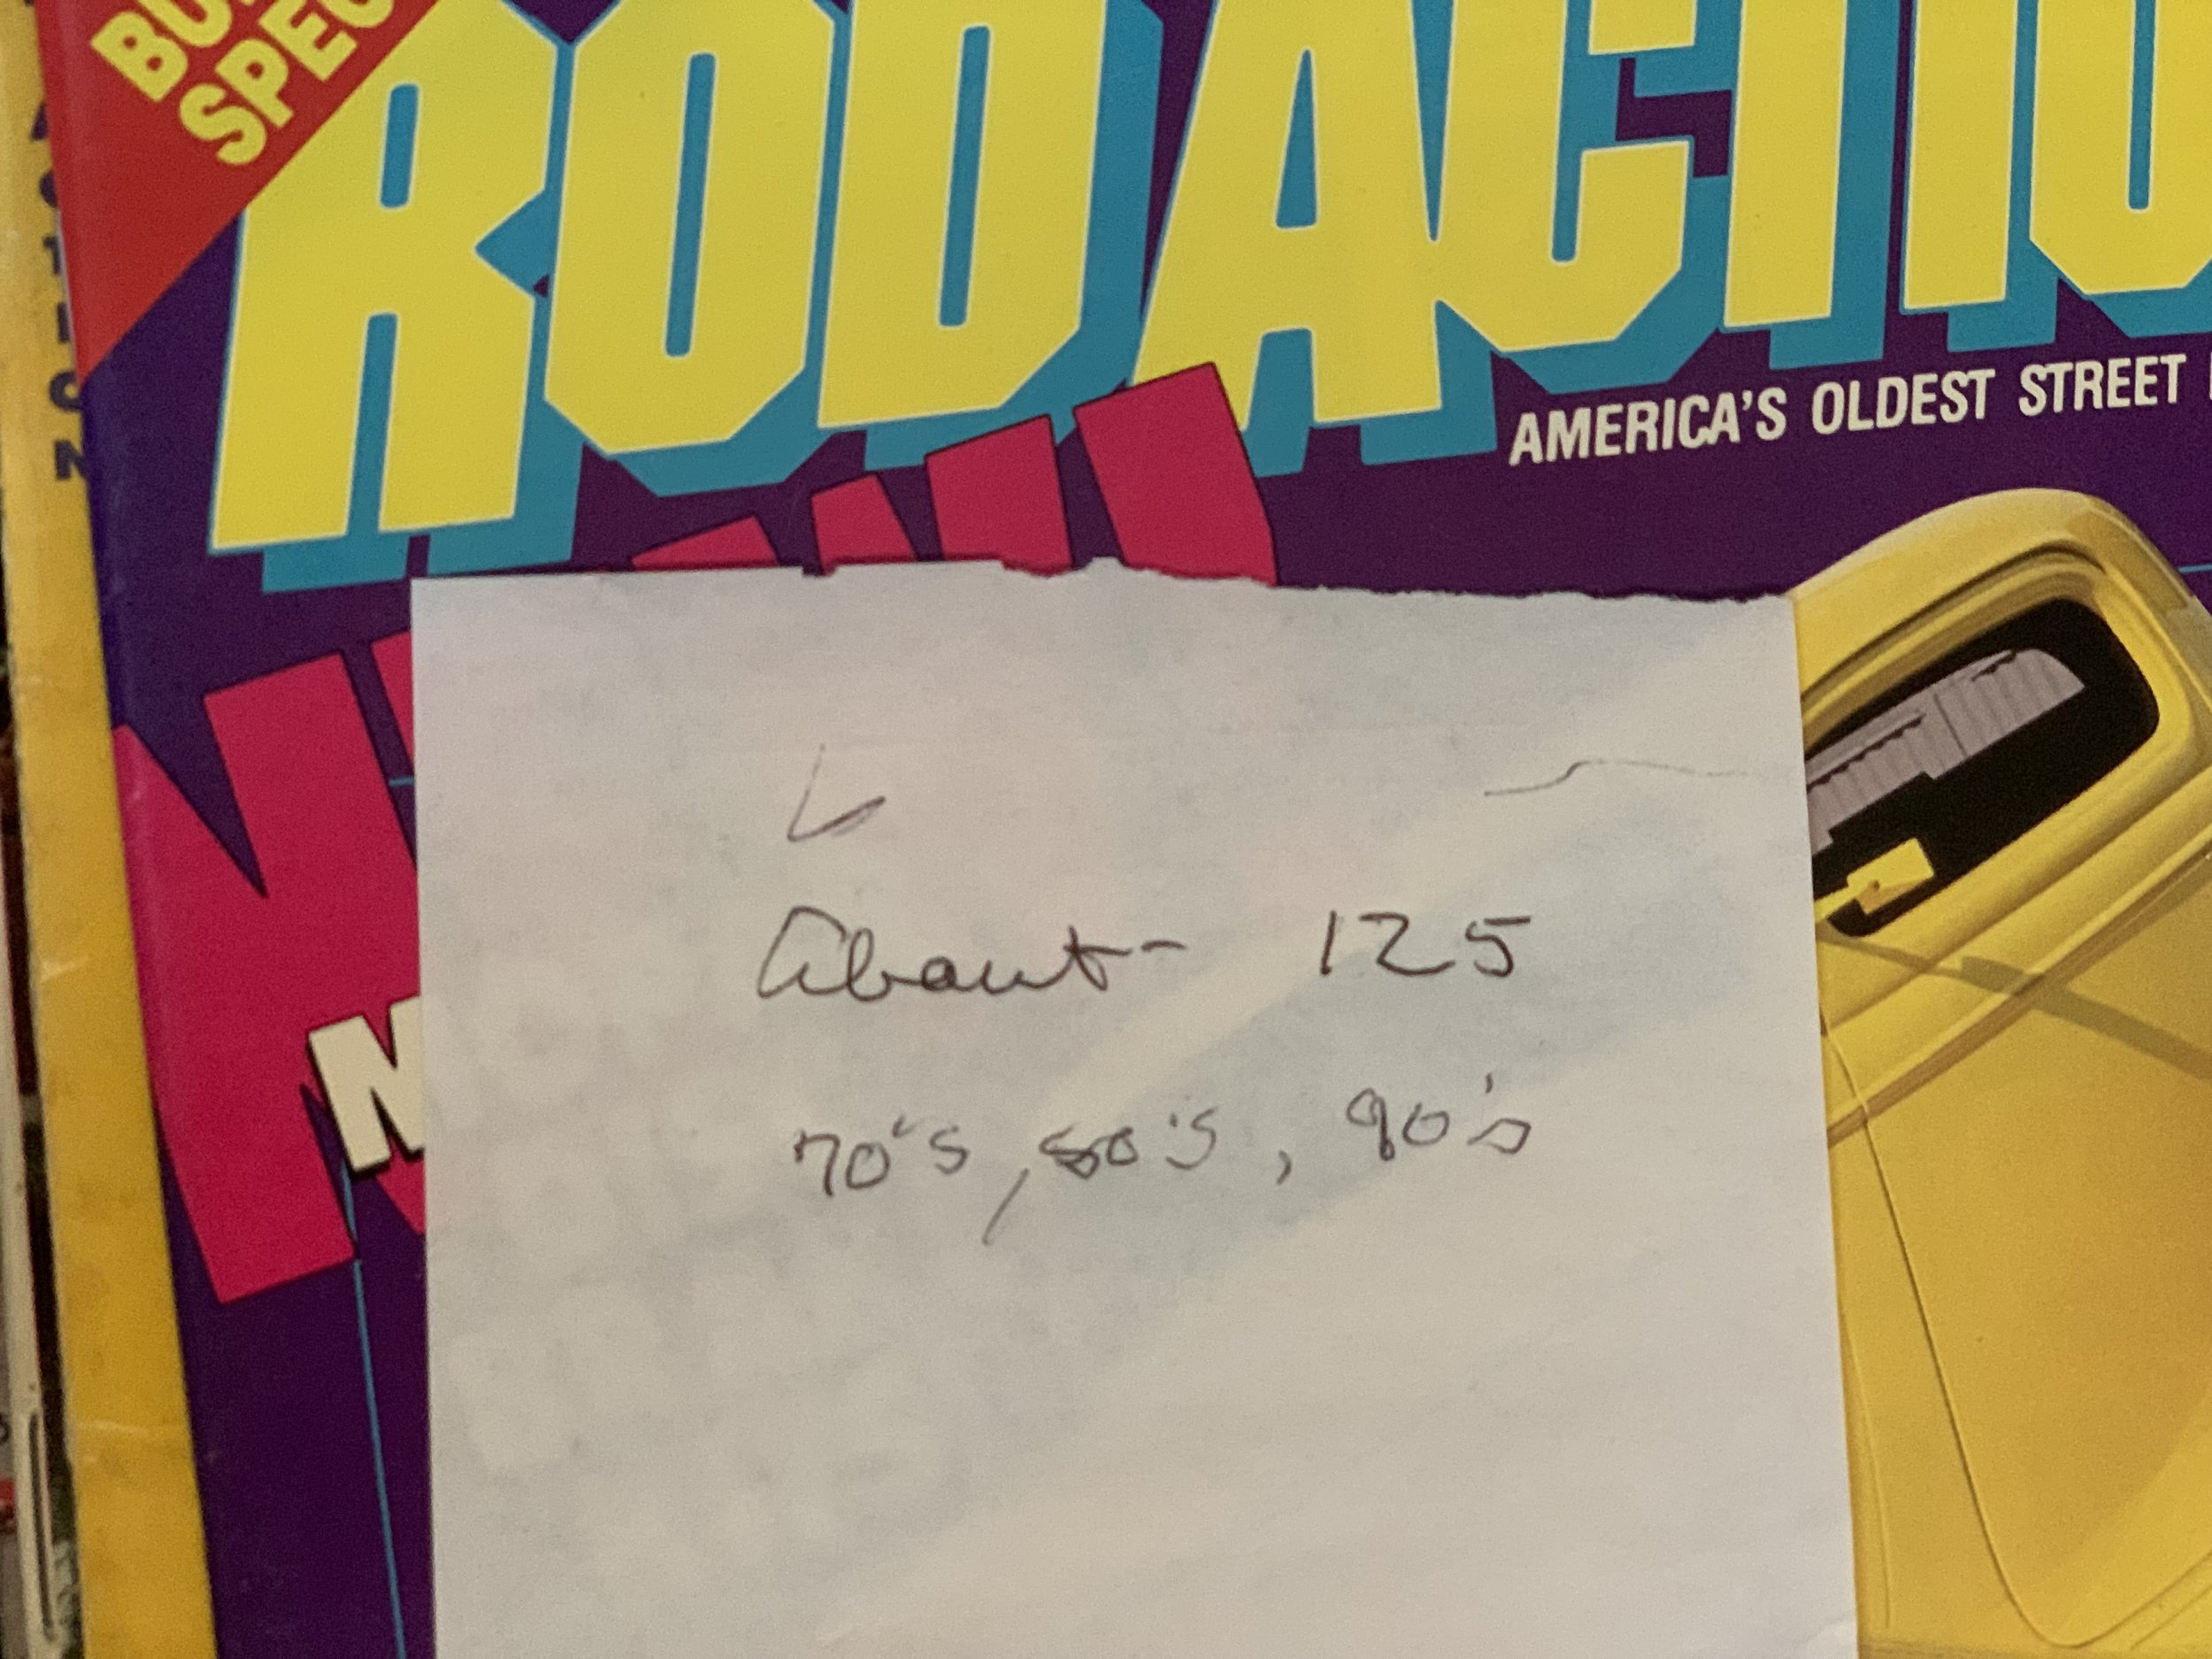 BU
SPEC
ROD ACTIO
AMERICA'S OLDEST STREET
A
C
T
I
O
N
N
About- 125
70's, 80's, 90's